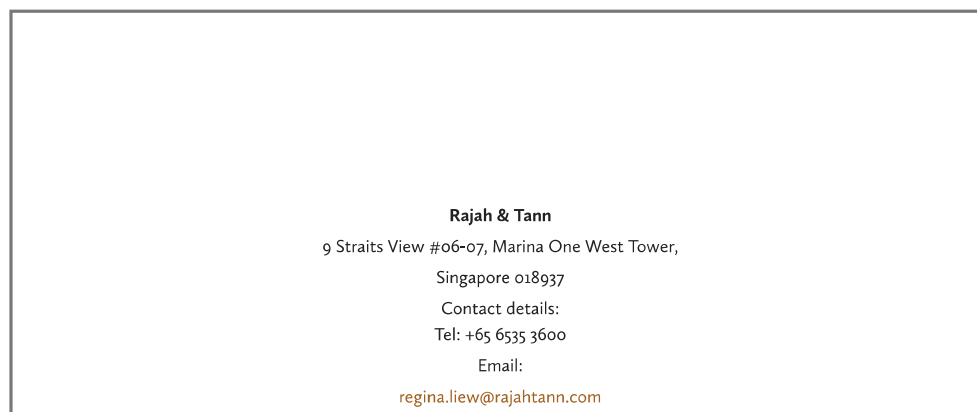 Rajah & Tann
9 Straits View #06-07, Marina One West Tower,
Singapore 018937
Contact details:
Tel: +65 6535 3600
Email:
regina.liew@rajahtann.com